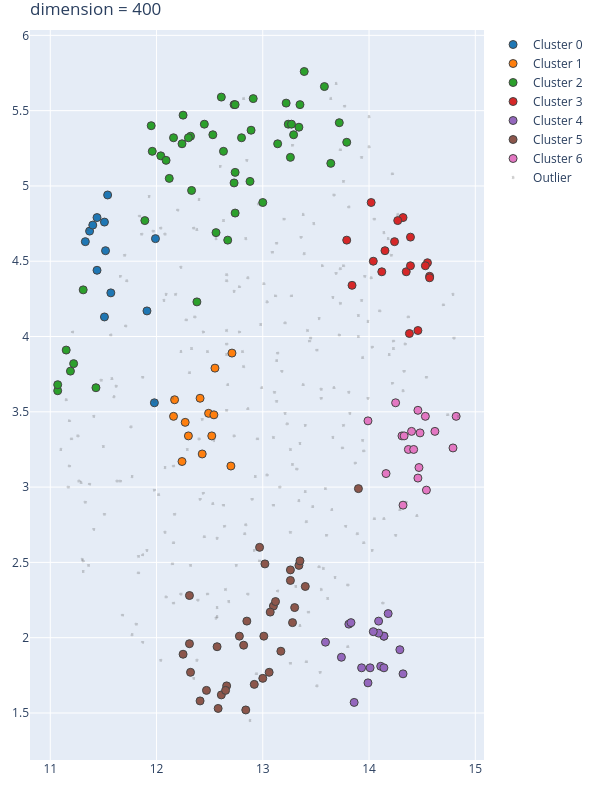 dimension = 400
6
5.5
5
4.5
4
3.5
3
2.5
2
1.5
11
12
13
14
15
Cluster 0
Cluster 1
Cluster 2
Cluster 3
Cluster 4
Cluster 5
Cluster 6
Outlier